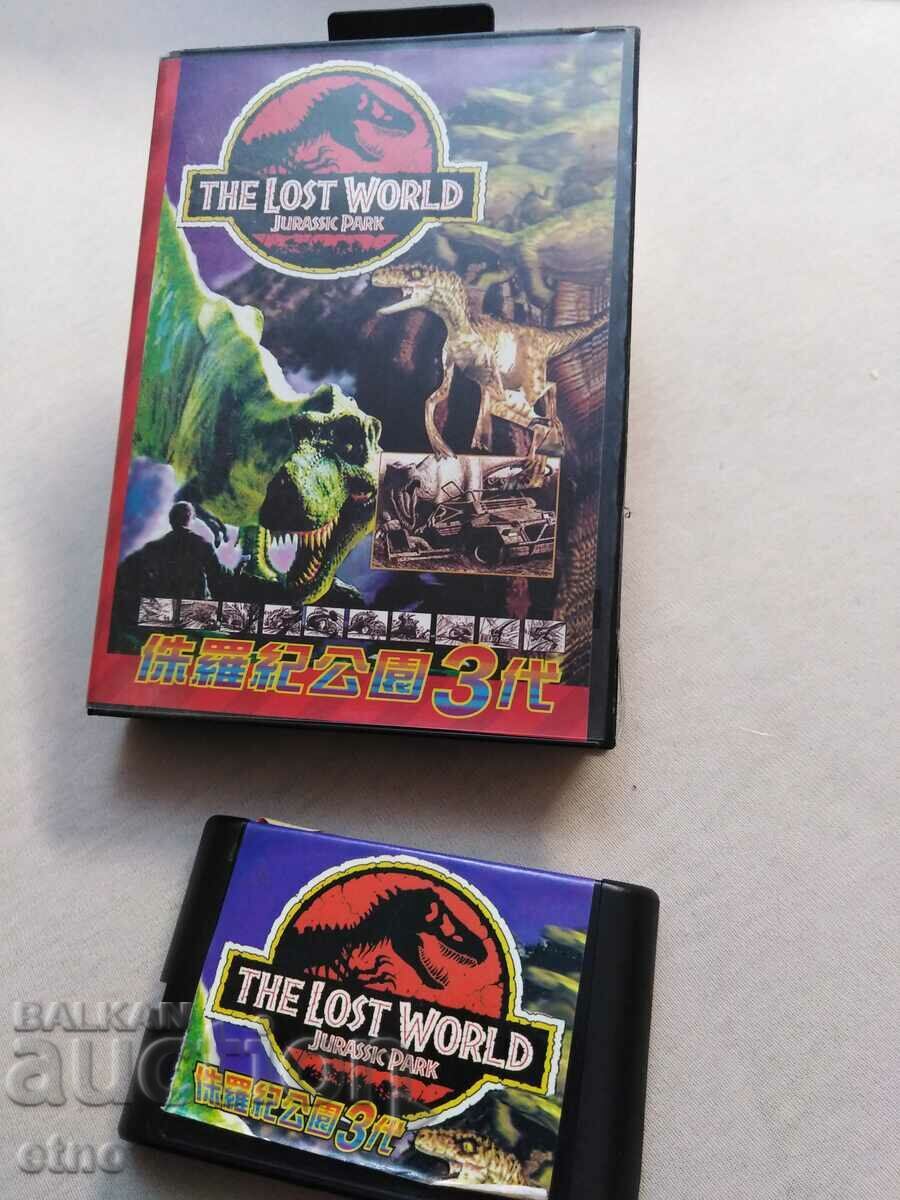 THE LOST WORLD
JURASSIC PARK
侏羅紀公園3代
THE LOST WORLD
JURASSIC PARK
侏羅紀公園3代
BALKAN
auction
etno